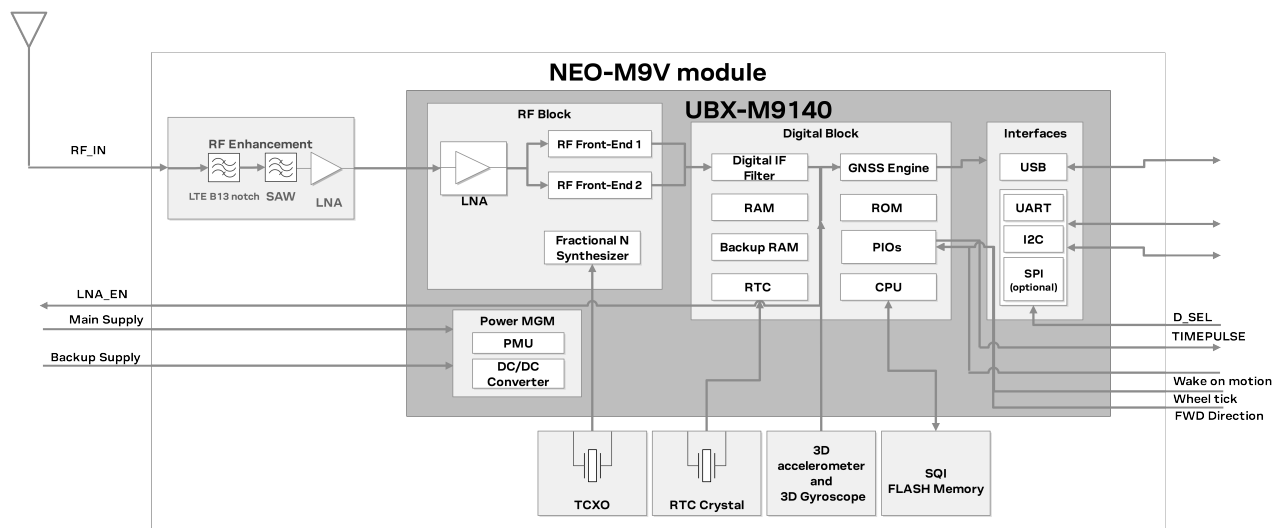 NEO-M9V module
UBX-M9140
RF Block
Digital Block
Interfaces
RF_IN
RF Enhancement
LTE B13 notch
SAW
LNA
LNA
RF Front-End 1
RF Front-End 2
Fractional N
Synthesizer
Digital IF
Filter
GNSS Engine
RAM
ROM
Backup RAM
PIOs
RTC
CPU
USB
UART
I2C
SPI
(optional)
LNA_EN
Main Supply
Backup Supply
Power MGM
PMU
DC/DC
Converter
D_SEL
TIMEPULSE
Wake on motion
Wheel tick
FWD Direction
TCXO
RTC Crystal
3D
accelerometer
and
3D Gyroscope
SQI
FLASH Memory